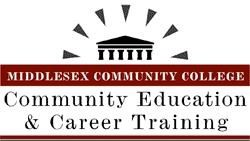 MIDDLESEX COMMUNITY COLLEGE
Community Education
& Career Training